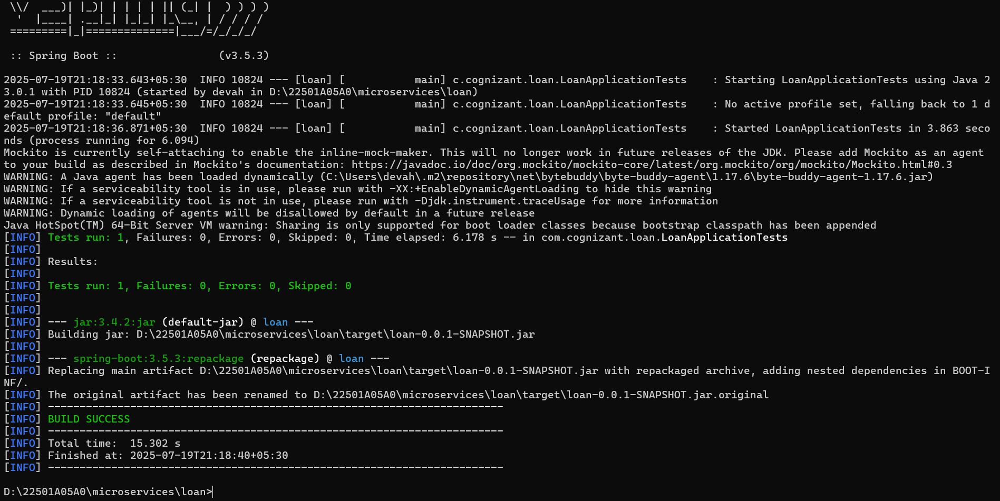 \\/  ___)| |_)| | | | | || (_| |  ) ) ) )
  '  |____| .__|_| |_|_| |_\__, | / / / /
 =========|_|==============|___/=/_/_/_/

 :: Spring Boot ::                (v3.5.3)

2025-07-19T21:18:33.643+05:30  INFO 10824 --- [loan] [           main] c.cognizant.loan.LoanApplicationTests    : Starting LoanApplicationTests using Java 2
3.0.1 with PID 10824 (started by devah in D:\22501A05A0\microservices\loan)
2025-07-19T21:18:33.645+05:30  INFO 10824 --- [loan] [           main] c.cognizant.loan.LoanApplicationTests    : No active profile set, falling back to 1 d
efault profile: "default"
2025-07-19T21:18:36.871+05:30  INFO 10824 --- [loan] [           main] c.cognizant.loan.LoanApplicationTests    : Started LoanApplicationTests in 3.863 seco
nds (process running for 6.094)
Mockito is currently self-attaching to enable the inline-mock-maker. This will no longer work in future releases of the JDK. Please add Mockito as an agent
to your build as described in Mockito's documentation: https://javadoc.io/doc/org.mockito/mockito-core/latest/org.mockito/org/mockito/Mockito.html#0.3
WARNING: A Java agent has been loaded dynamically (C:\Users\devah\.m2\repository\net\bytebuddy\byte-buddy-agent\1.17.6\byte-buddy-agent-1.17.6.jar)
WARNING: If a serviceability tool is in use, please run with -XX:+EnableDynamicAgentLoading to hide this warning
WARNING: If a serviceability tool is not in use, please run with -Djdk.instrument.traceUsage for more information
WARNING: Dynamic loading of agents will be disallowed by default in a future release
Java HotSpot(TM) 64-Bit Server VM warning: Sharing is only supported for boot loader classes because bootstrap classpath has been appended
[INFO] Tests run: 1, Failures: 0, Errors: 0, Skipped: 0, Time elapsed: 6.178 s -- in com.cognizant.loan.LoanApplicationTests
[INFO]
[INFO] Results:
[INFO]
[INFO] Tests run: 1, Failures: 0, Errors: 0, Skipped: 0
[INFO]
[INFO]
[INFO] --- jar:3.4.2:jar (default-jar) @ loan ---
[INFO] Building jar: D:\22501A05A0\microservices\loan\target\loan-0.0.1-SNAPSHOT.jar
[INFO]
[INFO] --- spring-boot:3.5.3:repackage (repackage) @ loan ---
[INFO] Replacing main artifact D:\22501A05A0\microservices\loan\target\loan-0.0.1-SNAPSHOT.jar with repackaged archive, adding nested dependencies in BOOT-I
NF/.
[INFO] The original artifact has been renamed to D:\22501A05A0\microservices\loan\target\loan-0.0.1-SNAPSHOT.jar.original
[INFO] ------------------------------------------------------------------------
[INFO] BUILD SUCCESS
[INFO] ------------------------------------------------------------------------
[INFO] Total time:  15.302 s
[INFO] Finished at: 2025-07-19T21:18:40+05:30
[INFO] ------------------------------------------------------------------------

D:\22501A05A0\microservices\loan>